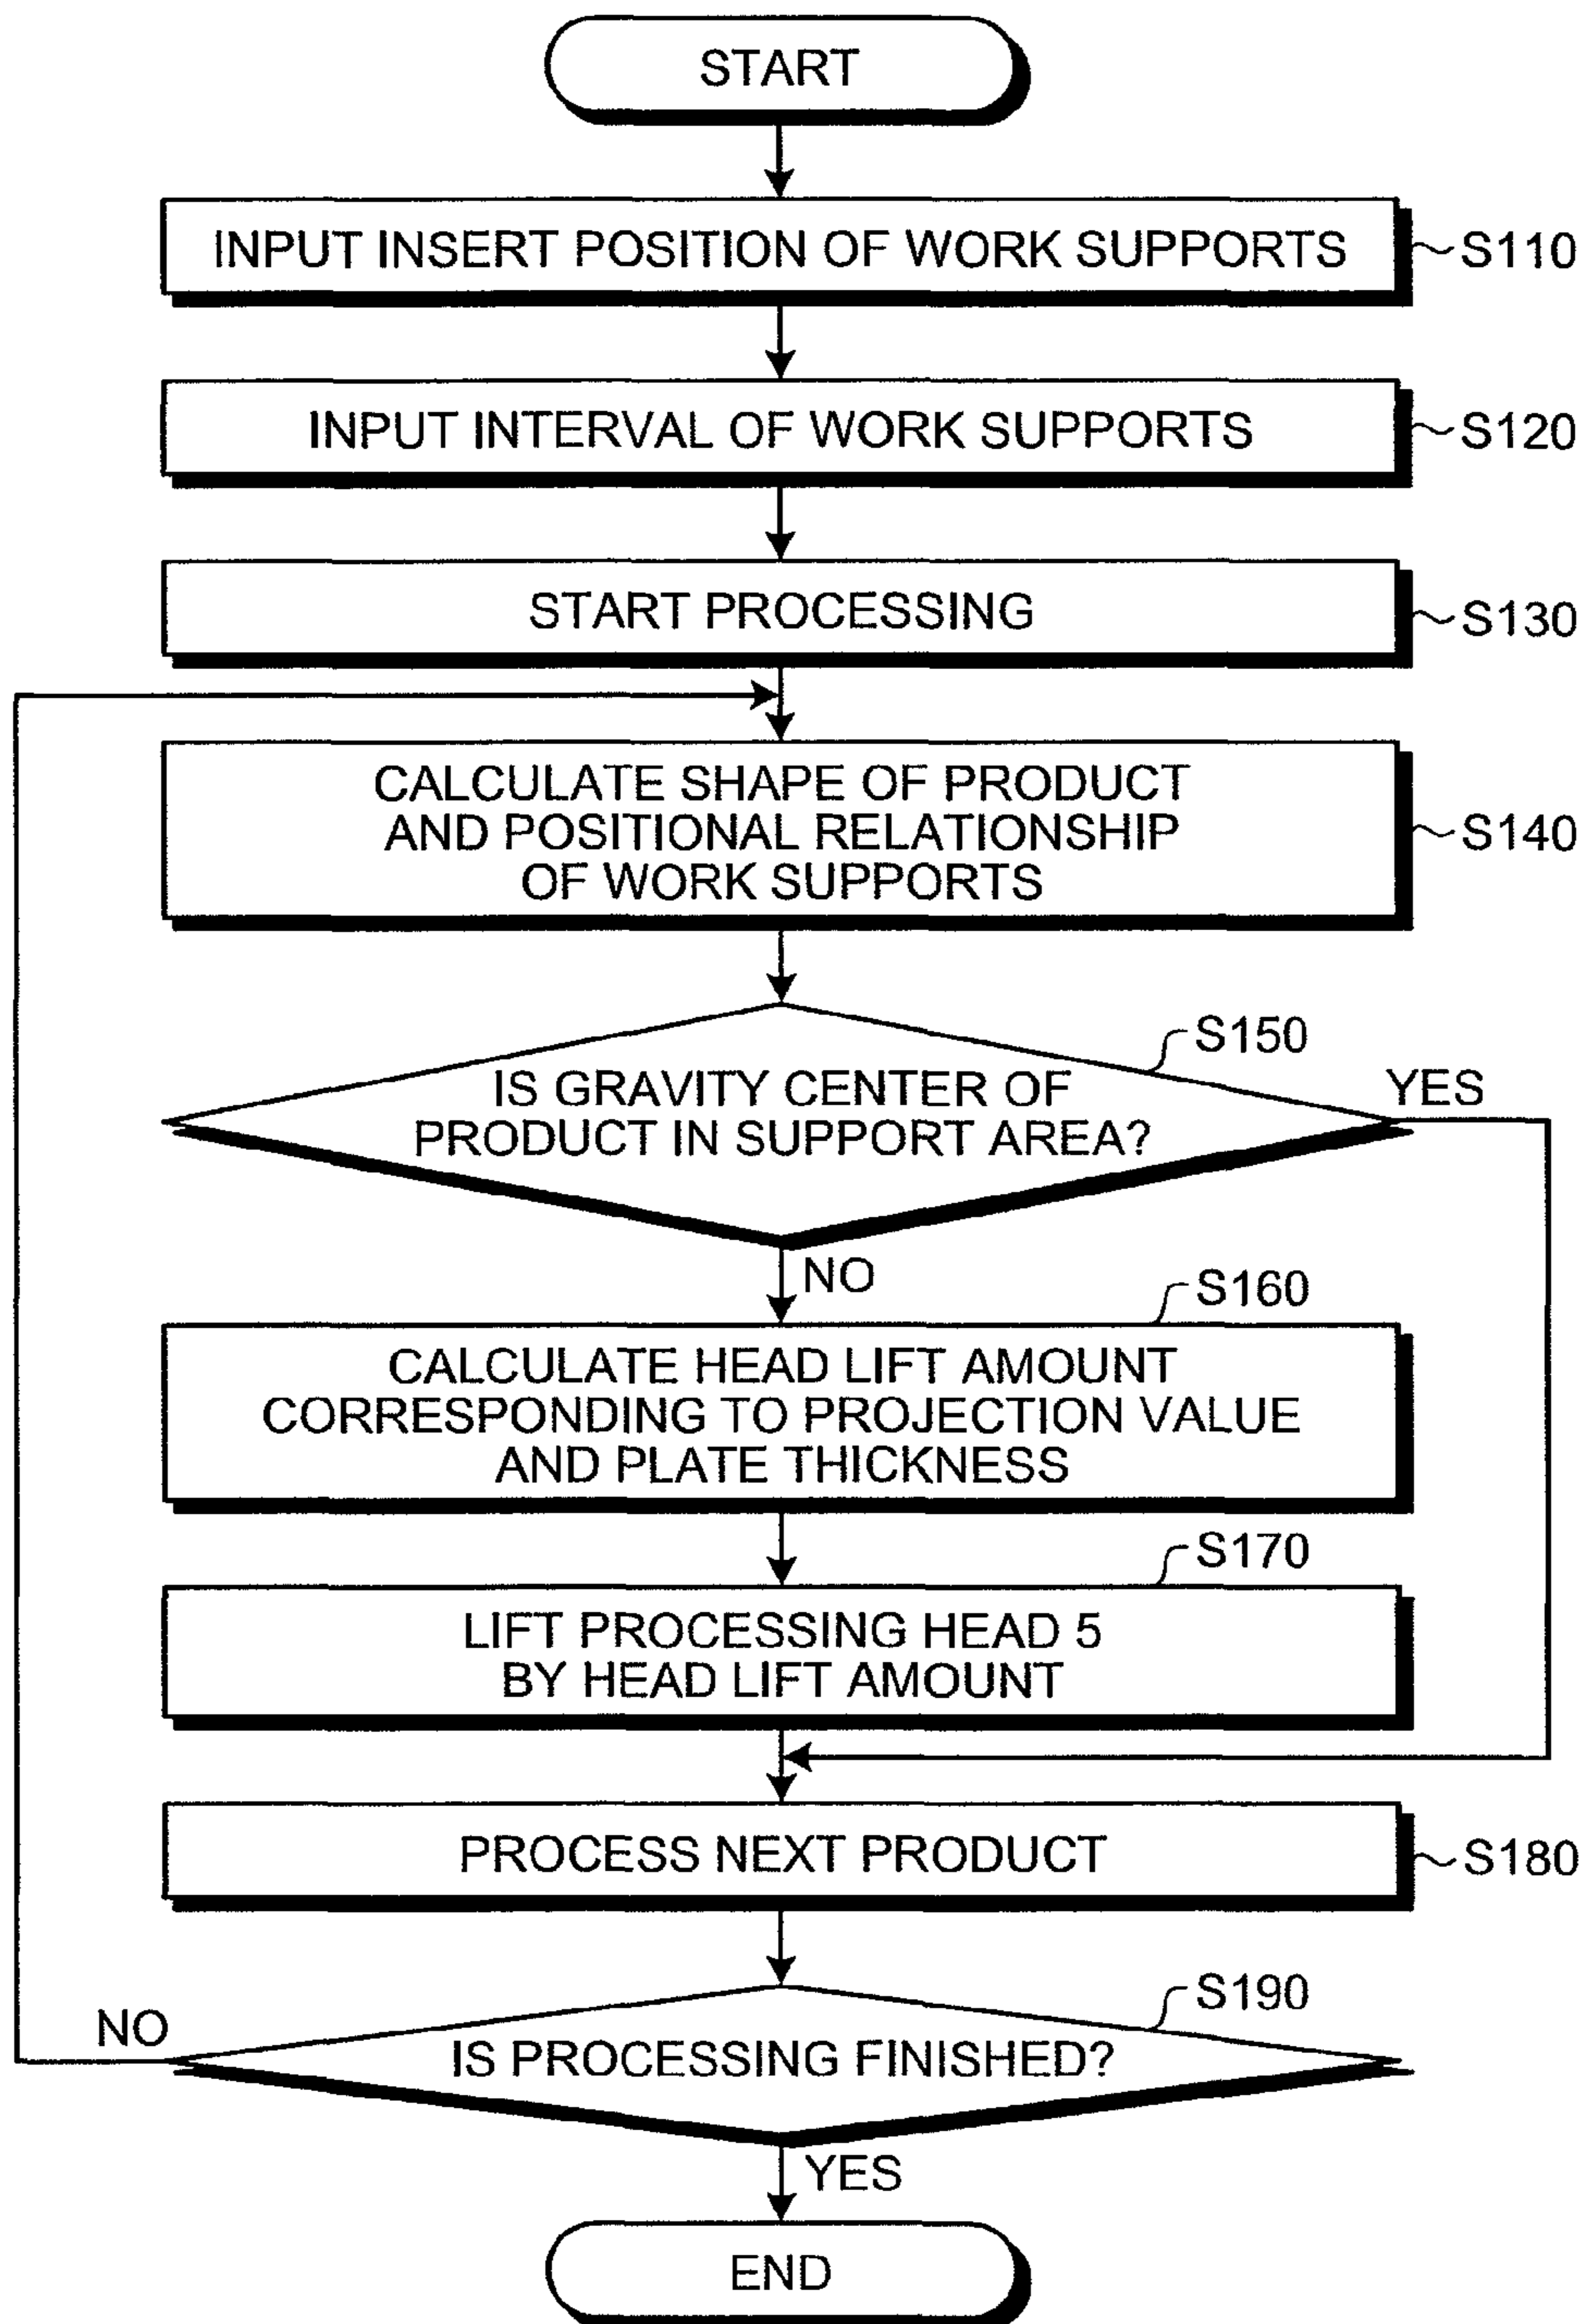 START
INPUT INSERT POSITION OF WORK SUPPORTS
S110
INPUT INTERVAL OF WORK SUPPORTS
S120
START PROCESSING
S130
CALCULATE SHAPE OF PRODUCT
AND POSITIONAL RELATIONSHIP
OF WORK SUPPORTS
S140
S150
IS GRAVITY CENTER OF
PRODUCT IN SUPPORT AREA?
YES
NO
S160
CALCULATE HEAD LIFT AMOUNT
CORRESPONDING TO PROJECTION VALUE
AND PLATE THICKNESS
S170
LIFT PROCESSING HEAD 5
BY HEAD LIFT AMOUNT
PROCESS NEXT PRODUCT
S180
S190
NO
IS PROCESSING FINISHED?
YES
END